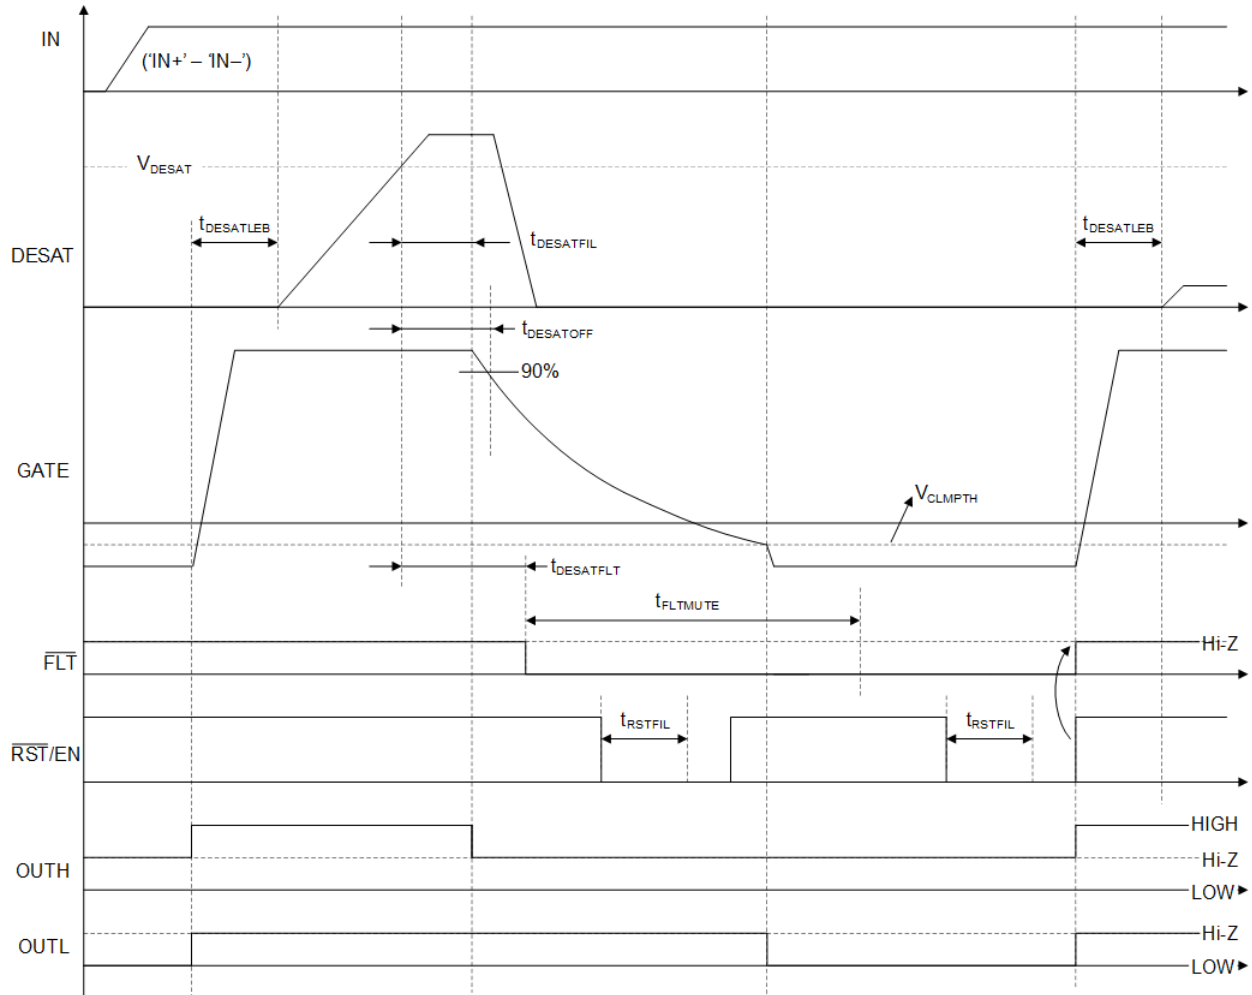 IN
(‘IN+’ – ‘IN–’)
VDESAT
tDESATLEB
tDESATLEB
tDESATFIL
DESAT
tDESATOFF
90%
GATE
VCLMPTH
tDESATFLT
tFLTMUTE
FLT
Hi-Z
tRSTFIL
tRSTFIL
RST/EN
HIGH
OUTH
Hi-Z
LOW
OUTL
Hi-Z
LOW